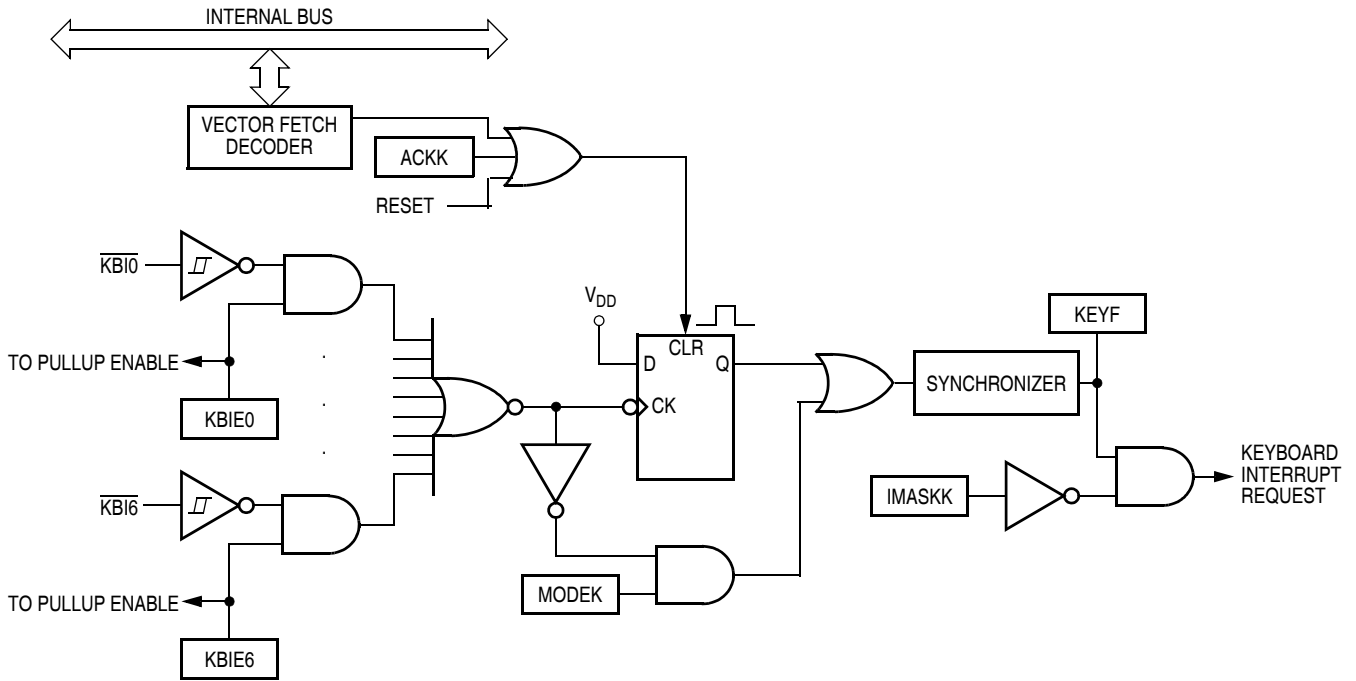 INTERNAL BUS
VECTOR FETCH
DECODER
ACKK
RESET
KBI0
VDD
KEYF
CLR
D
Q
TO PULLUP ENABLE
SYNCHRONIZER
CK
KBIE0
KEYBOARD
INTERRUPT
REQUEST
KBI6
IMASKK
MODEK
TO PULLUP ENABLE
KBIE6